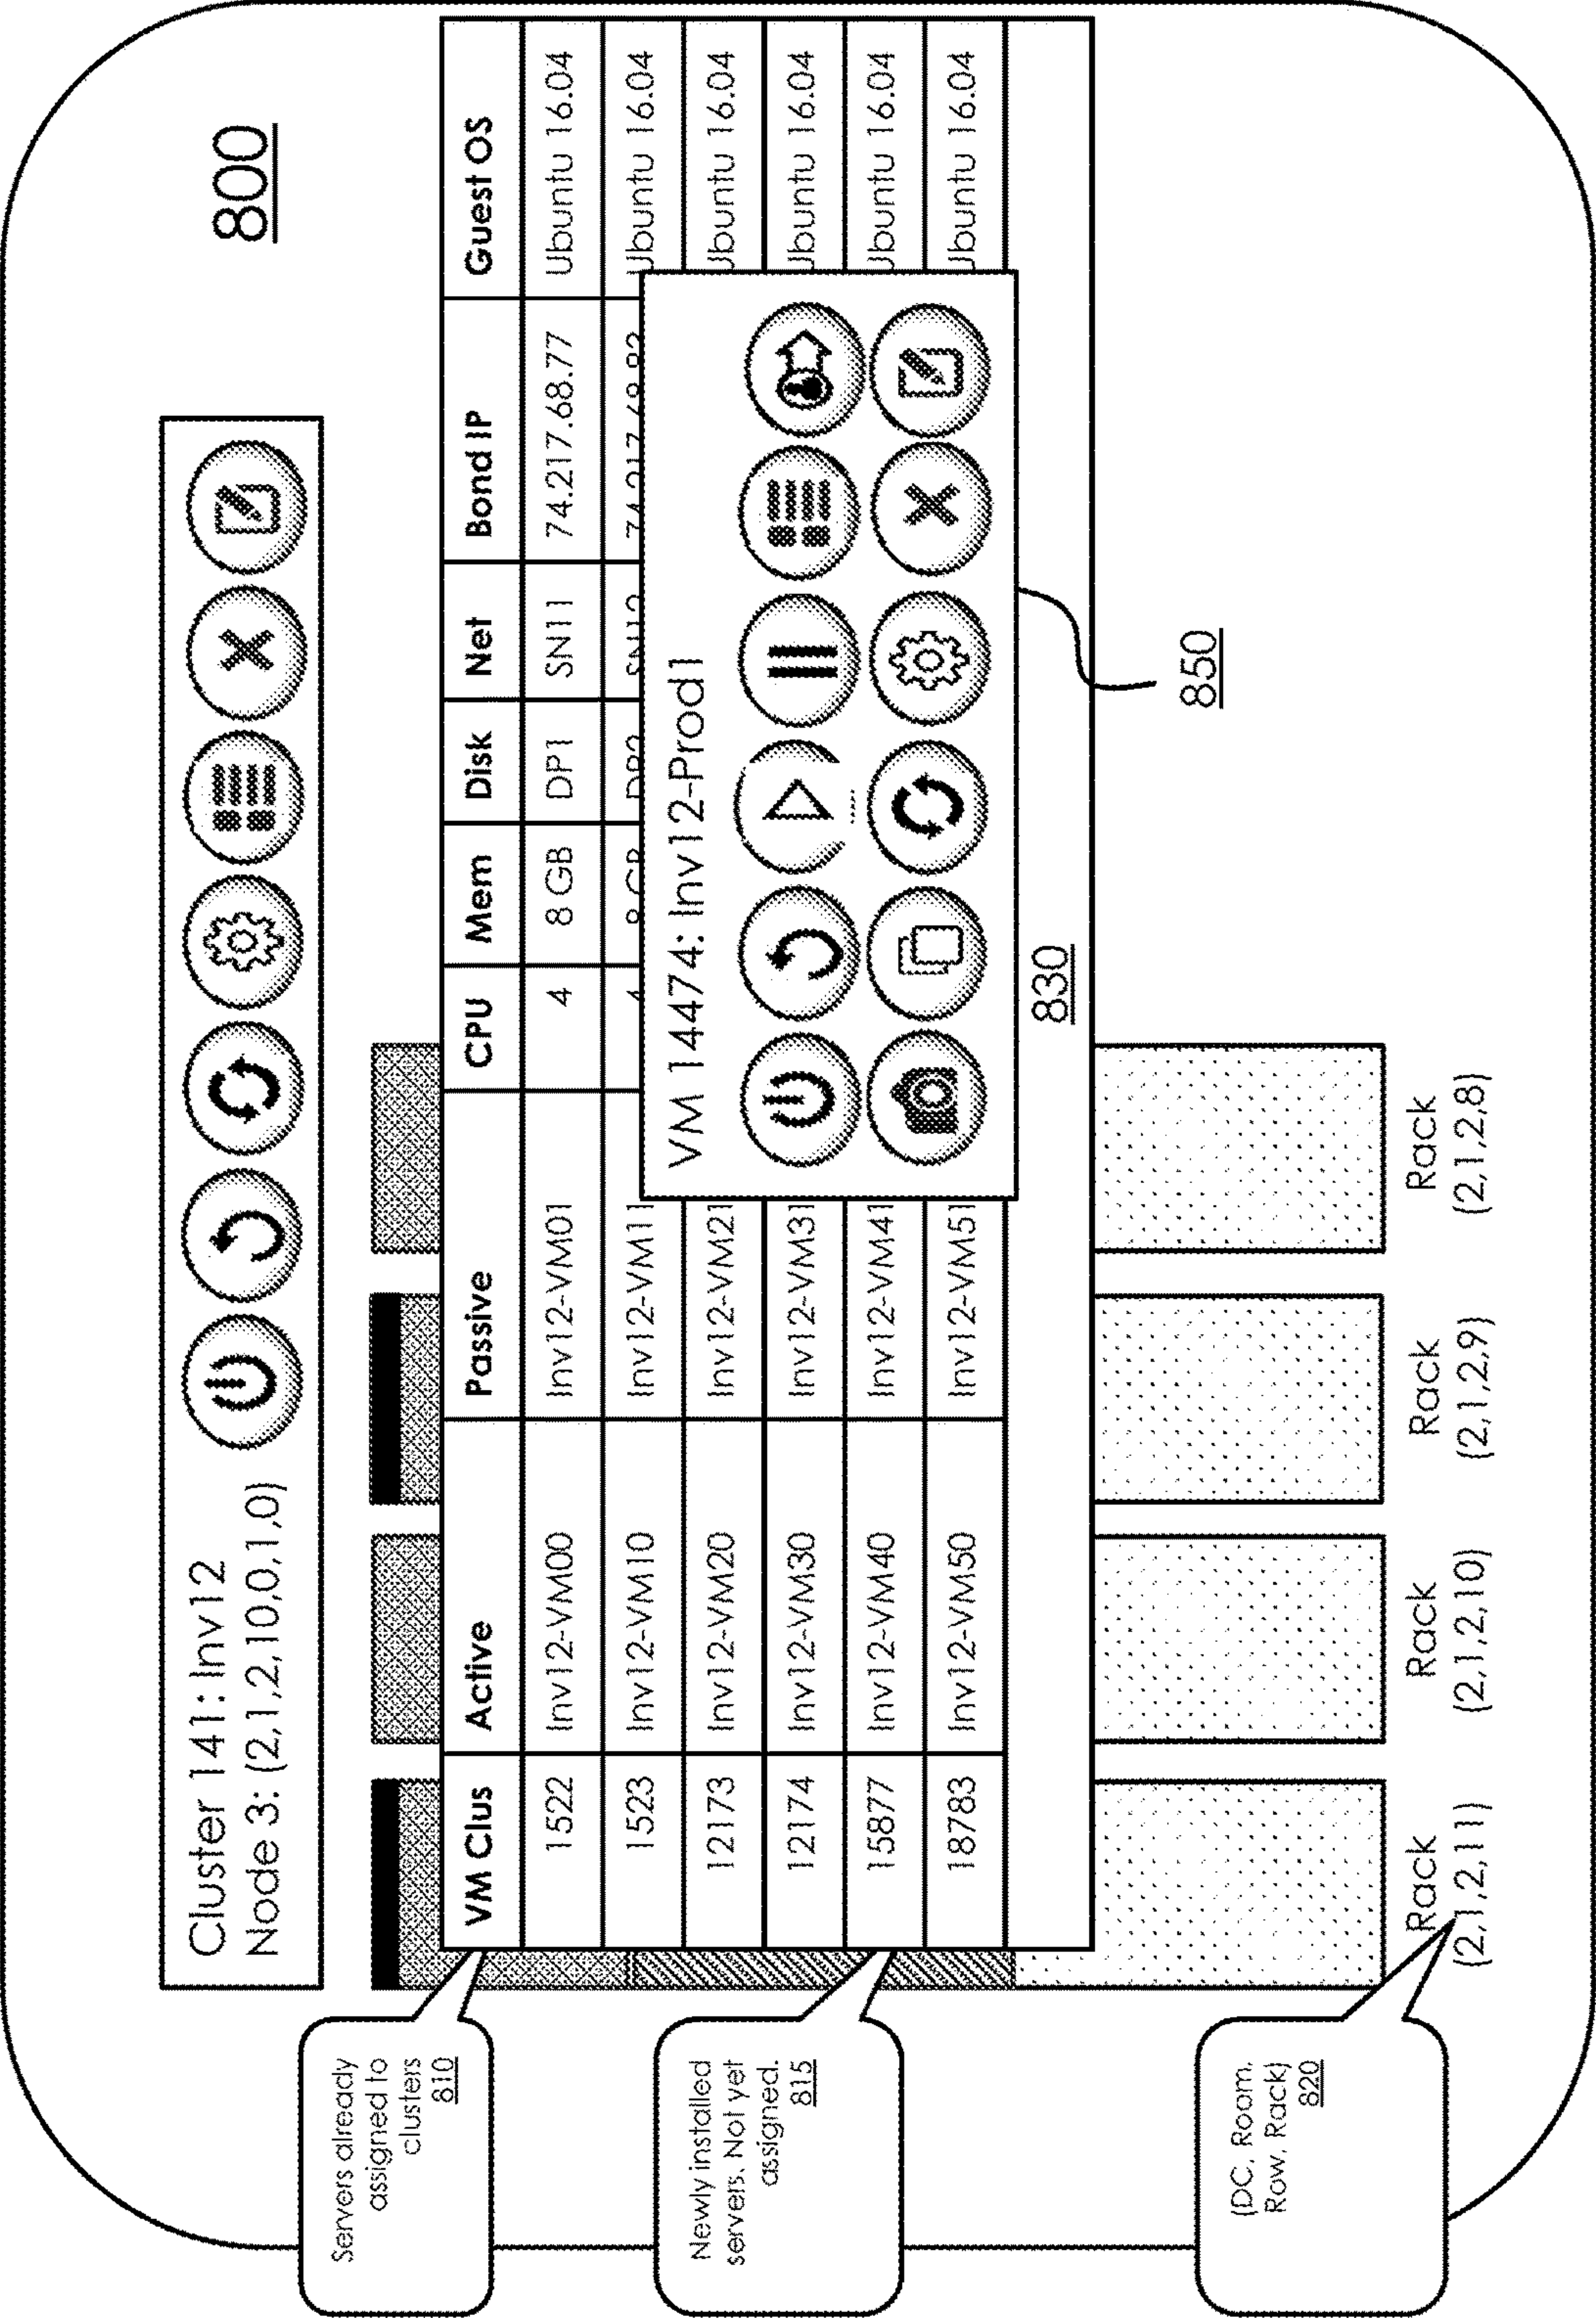 800
Cluster 141: Inv12
Node 3: (2,1,2,10,0,1,0)
VM Clus Active Passive CPU Mem Disk Net Bond IP Guest OS
1522 Inv12-VM00 Inv12-VM01 4 8 GB DP1 SN11 74.217.68.77 Ubuntu 16.04
1523 Inv12-VM10 Inv12-VM11 Ubuntu 16.04
12173 Inv12-VM20 Inv12-VM21 Ubuntu 16.04
12174 Inv12-VM30 Inv12-VM31 Ubuntu 16.04
15877 Inv12-VM40 Inv12-VM41 Ubuntu 16.04
18783 Inv12-VM50 Inv12-VM51 Ubuntu 16.04
VM 14474: Inv12-Prod1
830
850
Servers already
assigned to
clusters
810
Newly installed
servers. Not yet
assigned.
815
(DC, Room,
Row, Rack)
820
Rack
(2,1,2,11)
Rack
(2,1,2,10)
Rack
(2,1,2,9)
Rack
(2,1,2,8)